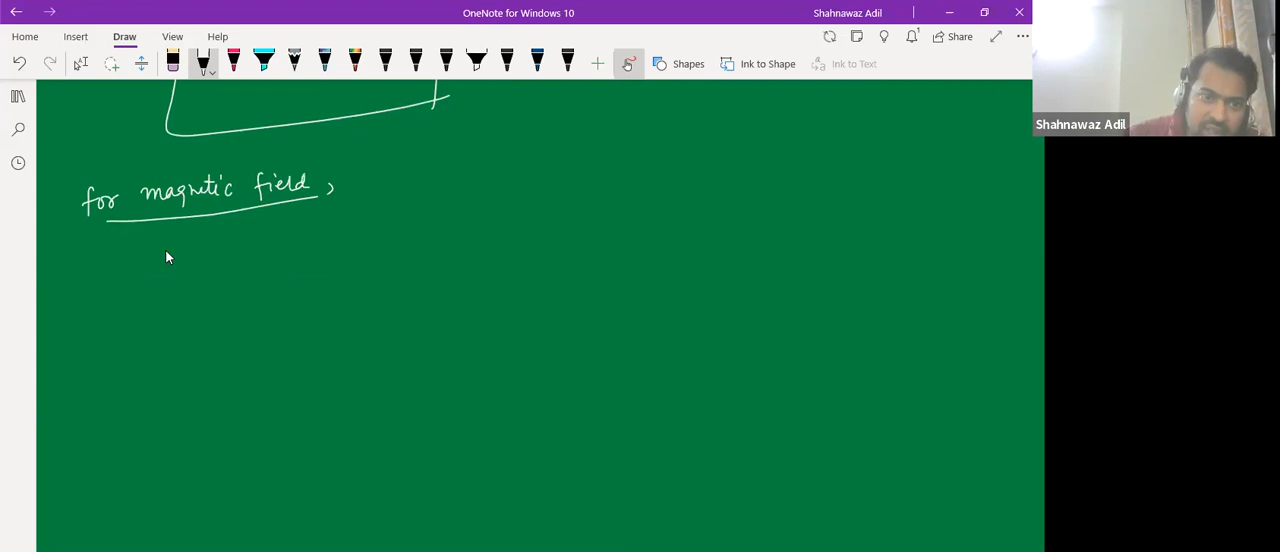 OneNote for Windows 10
Shahnawaz Adil
Home Insert Draw View Help
Share
Shapes Ink to Shape Ink to Text
Shahnawaz Adil
for magnetic field,